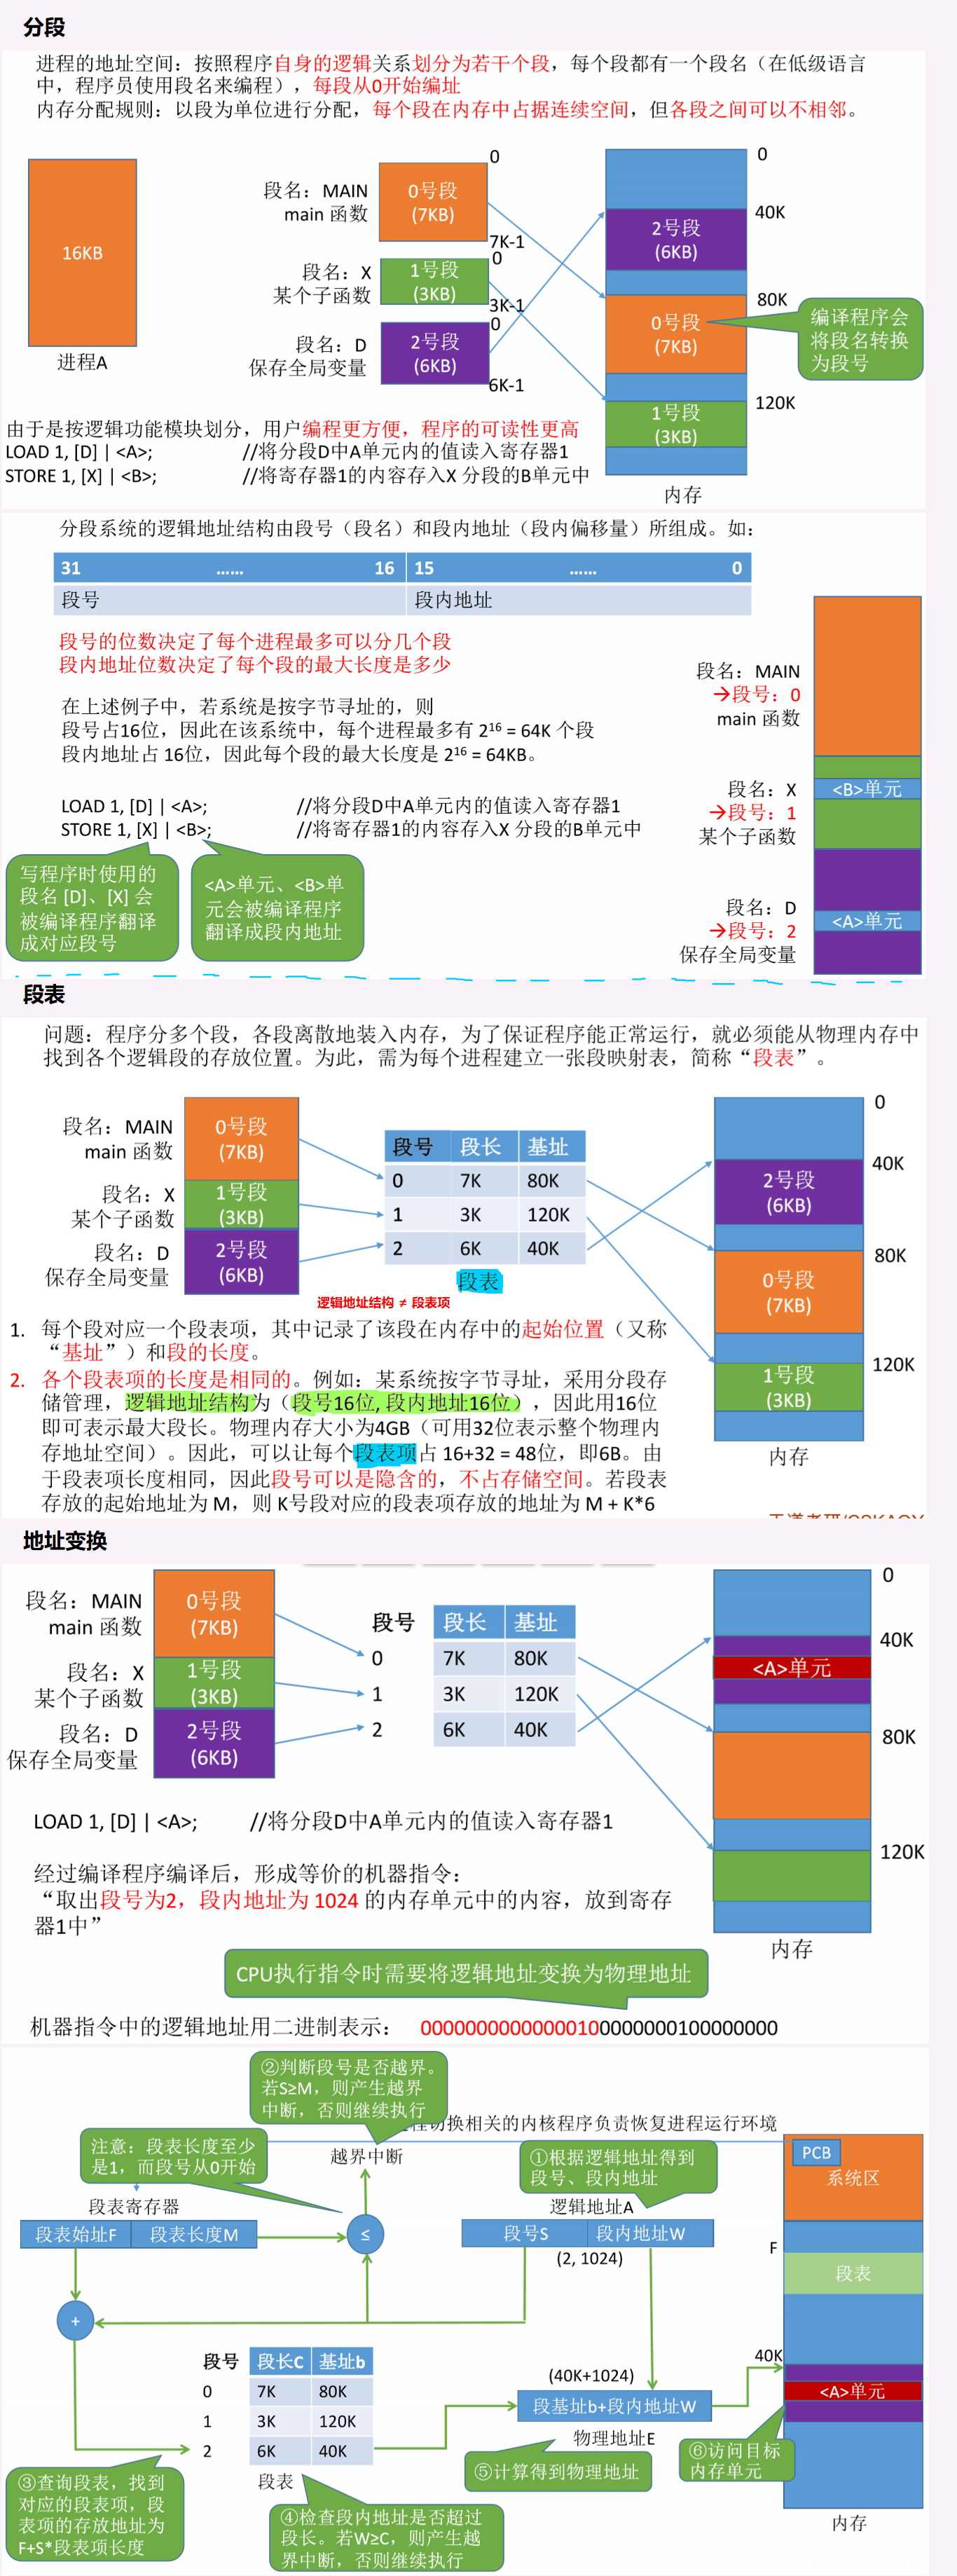 分段
进程的地址空间：按照程序自身的逻辑关系划分为若干个段，每个段都有一个段名（在低级语言
中，程序员使用段名来编程），每段从0开始编址
内存分配规则：以段为单位进行分配，每个段在内存中占据连续空间，但各段之间可以不相邻。
16KB
进程A
段名：MAIN
main 函数
0号段
(7KB)
0
7K-1
段名：X
某个子函数
1号段
(3KB)
0
3K-1
段名：D
保存全局变量
2号段
(6KB)
0
6K-1
0
40K
2号段
(6KB)
80K
0号段
(7KB)
120K
1号段
(3KB)
内存
编译程序会
将段名转换
为段号
由于是按逻辑功能模块划分，用户编程更方便，程序的可读性更高
LOAD 1, [D] | <A>; //将分段D中A单元内的值读入寄存器1
STORE 1, [X] | <B>; //将寄存器1的内容存入X 分段的B单元中
分段系统的逻辑地址结构由段号（段名）和段内地址（段内偏移量）所组成。如：
31 …… 16 15 …… 0
段号 段内地址
段号的位数决定了每个进程最多可以分几个段
段内地址位数决定了每个段的最大长度是多少
在上述例子中，若系统是按字节寻址的，则
段号占16位，因此在该系统中，每个进程最多有 2¹⁶ = 64K 个段
段内地址占 16位，因此每个段的最大长度是 2¹⁶ = 64KB。
LOAD 1, [D] | <A>; //将分段D中A单元内的值读入寄存器1
STORE 1, [X] | <B>; //将寄存器1的内容存入X 分段的B单元中
写程序时使用的
段名 [D]、[X] 会
被编译程序翻译
成对应段号
<A>单元、<B>单
元会被编译程序
翻译成段内地址
段名：MAIN
→段号：0
main 函数
段名：X
→段号：1
某个子函数
<B>单元
段名：D
→段号：2
保存全局变量
<A>单元
段表
问题：程序分多个段，各段离散地装入内存，为了保证程序能正常运行，就必须能从物理内存中
找到各个逻辑段的存放位置。为此，需为每个进程建立一张段映射表，简称“段表”。
段名：MAIN
main 函数
0号段
(7KB)
段名：X
某个子函数
1号段
(3KB)
段名：D
保存全局变量
2号段
(6KB)
段号 段长 基址
0 7K 80K
1 3K 120K
2 6K 40K
段表
逻辑地址结构 ≠ 段表项
0
40K
2号段
(6KB)
80K
0号段
(7KB)
120K
1号段
(3KB)
内存
1. 每个段对应一个段表项，其中记录了该段在内存中的起始位置（又称
“基址”）和段的长度。
2. 各个段表项的长度是相同的。例如：某系统按字节寻址，采用分段存
储管理，逻辑地址结构为（段号16位, 段内地址16位），因此用16位
即可表示最大段长。物理内存大小为4GB（可用32位表示整个物理内
存地址空间）。因此，可以让每个段表项占 16+32 = 48位，即6B。由
于段表项长度相同，因此段号可以是隐含的，不占存储空间。若段表
存放的起始地址为 M，则 K号段对应的段表项存放的地址为 M + K*6
地址变换
段名：MAIN
main 函数
0号段
(7KB)
段名：X
某个子函数
1号段
(3KB)
段名：D
保存全局变量
2号段
(6KB)
段号 段长 基址
0 7K 80K
1 3K 120K
2 6K 40K
0
40K
<A>单元
80K
120K
内存
LOAD 1, [D] | <A>; //将分段D中A单元内的值读入寄存器1
经过编译程序编译后，形成等价的机器指令：
“取出段号为2，段内地址为 1024 的内存单元中的内容，放到寄存
器1中”
CPU执行指令时需要将逻辑地址变换为物理地址
机器指令中的逻辑地址用二进制表示： 00000000000000100000000100000000
②判断段号是否越界。
若S≥M，则产生越界
中断，否则继续执行
程切换相关的内核程序负责恢复进程运行环境
注意：段表长度至少
是1，而段号从0开始
越界中断
①根据逻辑地址得到
段号、段内地址
PCB
系统区
段表寄存器
段表始址F 段表长度M
≤
逻辑地址A
段号S 段内地址W
(2, 1024)
F
段表
+
段号 段长C 基址b
0 7K 80K
1 3K 120K
2 6K 40K
段表
(40K+1024)
段基址b+段内地址W
物理地址E
40K
<A>单元
③查询段表，找到
对应的段表项，段
表项的存放地址为
F+S*段表项长度
④检查段内地址是否超过
段长。若W≥C，则产生越
界中断，否则继续执行
⑤计算得到物理地址
⑥访问目标
内存单元
内存